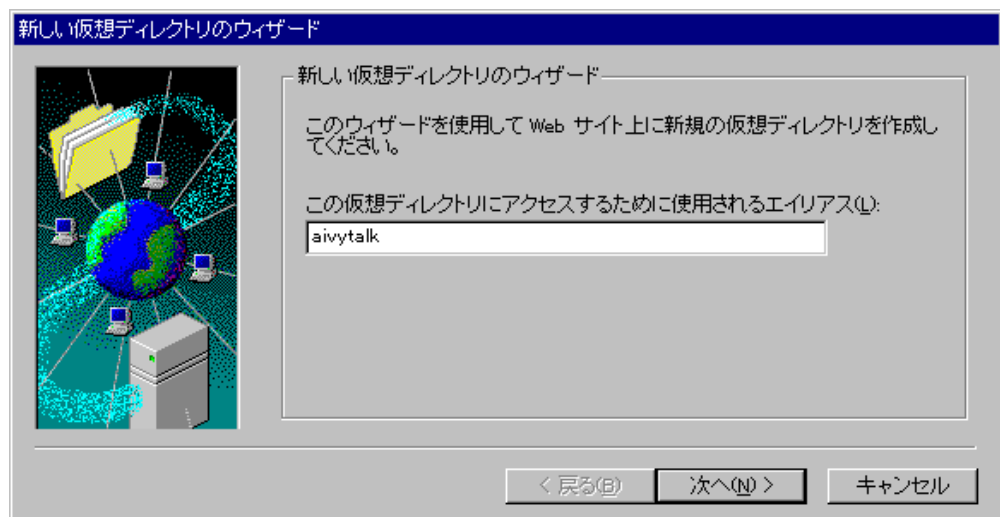 新しい仮想ディレクトリのウィザード
新しい仮想ディレクトリのウィザード
このウィザードを使用して Web サイト上に新規の仮想ディレクトリを作成し
てください。
この仮想ディレクトリにアクセスするために使用されるエイリアス(L):
aivytalk
< 戻る(B) 次へ(N) > キャンセル